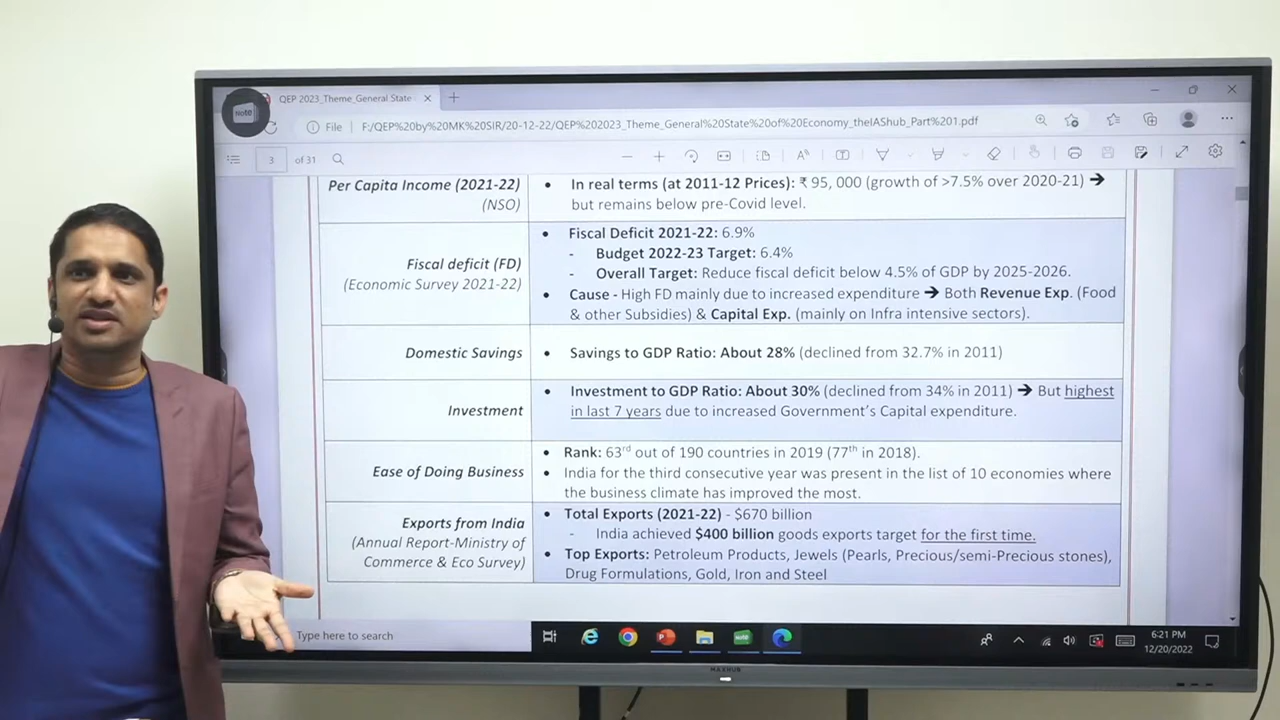 Note
QEP 2023_Theme_General State
File
F:/QEP%20by%20MK%20SIR/20-12-22/QEP%202023_Theme_General%20State%20of%20Economy_theIAShub_Part%201.pdf
3 of 31
Per Capita Income (2021-22)
(NSO)
• In real terms (at 2011-12 Prices): ₹ 95, 000 (growth of >7.5% over 2020-21) ➔
but remains below pre-Covid level.
Fiscal deficit (FD)
(Economic Survey 2021-22)
• Fiscal Deficit 2021-22: 6.9%
- Budget 2022-23 Target: 6.4%
- Overall Target: Reduce fiscal deficit below 4.5% of GDP by 2025-2026.
• Cause - High FD mainly due to increased expenditure ➔ Both Revenue Exp. (Food
& other Subsidies) & Capital Exp. (mainly on Infra intensive sectors).
Domestic Savings
• Savings to GDP Ratio: About 28% (declined from 32.7% in 2011)
Investment
• Investment to GDP Ratio: About 30% (declined from 34% in 2011) ➔ But highest
in last 7 years due to increased Government's Capital expenditure.
Ease of Doing Business
• Rank: 63rd out of 190 countries in 2019 (77th in 2018).
• India for the third consecutive year was present in the list of 10 economies where
the business climate has improved the most.
Exports from India
(Annual Report-Ministry of
Commerce & Eco Survey)
• Total Exports (2021-22) - $670 billion
- India achieved $400 billion goods exports target for the first time.
• Top Exports: Petroleum Products, Jewels (Pearls, Precious/semi-Precious stones),
Drug Formulations, Gold, Iron and Steel
Type here to search
6:21 PM
12/20/2022
MAXHUB